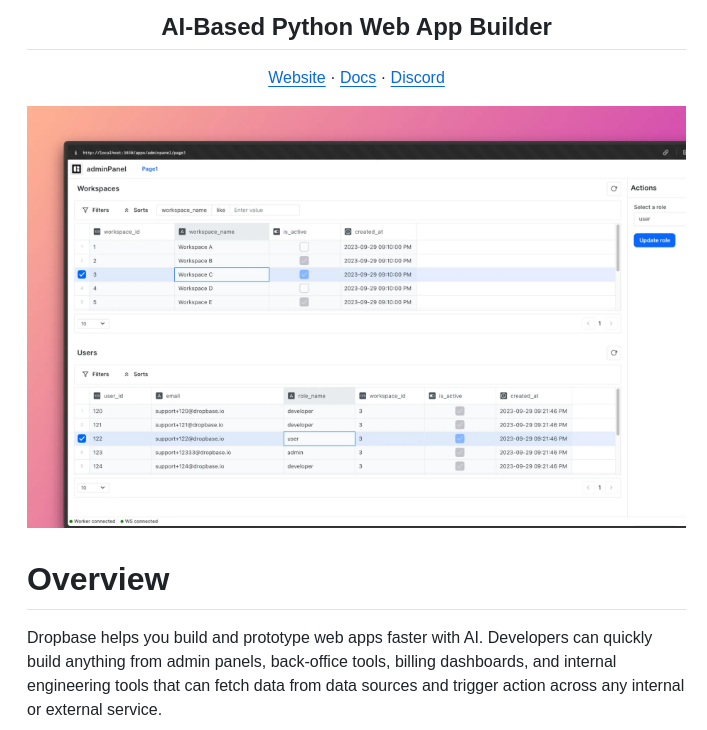 AI-Based Python Web App Builder
Website · Docs · Discord
http://localhost:3030/apps/adminpanel/page1
adminPanel Page1
Workspaces
Actions
Filters Sorts workspace_name like Enter value
Select a role
user
workspace_id workspace_name is_active created_at
Update role
1 Workspace A 2023-09-29 09:10:00 PM
2 Workspace B 2023-09-29 09:10:00 PM
3 Workspace C 2023-09-29 09:10:00 PM
4 Workspace D 2023-09-29 09:10:00 PM
5 Workspace E 2023-09-29 09:10:00 PM
10 1
Users
Filters Sorts
user_id email role_name workspace_id is_active created_at
120 support+120@dropbase.io developer 3 2023-09-29 09:21:46 PM
121 support+121@dropbase.io developer 3 2023-09-29 09:21:46 PM
122 support+122@dropbase.io user 3 2023-09-29 09:21:46 PM
123 support+12333@dropbase.io admin 3 2023-09-29 09:21:46 PM
124 support+124@dropbase.io developer 3 2023-09-29 09:21:46 PM
10 1
Worker connected WS connected
Overview
Dropbase helps you build and prototype web apps faster with AI. Developers can quickly
build anything from admin panels, back-office tools, billing dashboards, and internal
engineering tools that can fetch data from data sources and trigger action across any internal
or external service.